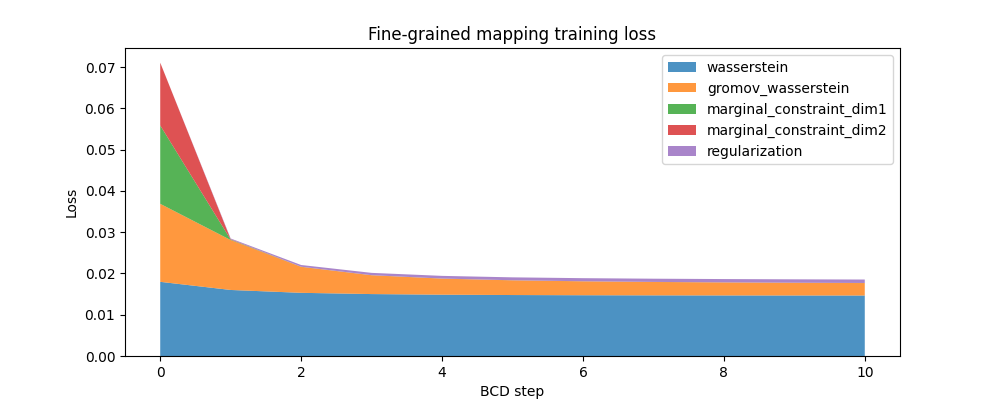 Fine-grained mapping training loss
wasserstein
gromov_wasserstein
marginal_constraint_dim1
marginal_constraint_dim2
regularization
0.07
0.06
0.05
0.04
0.03
0.02
0.01
0.00
Loss
0 2 4 6 8 10
BCD step